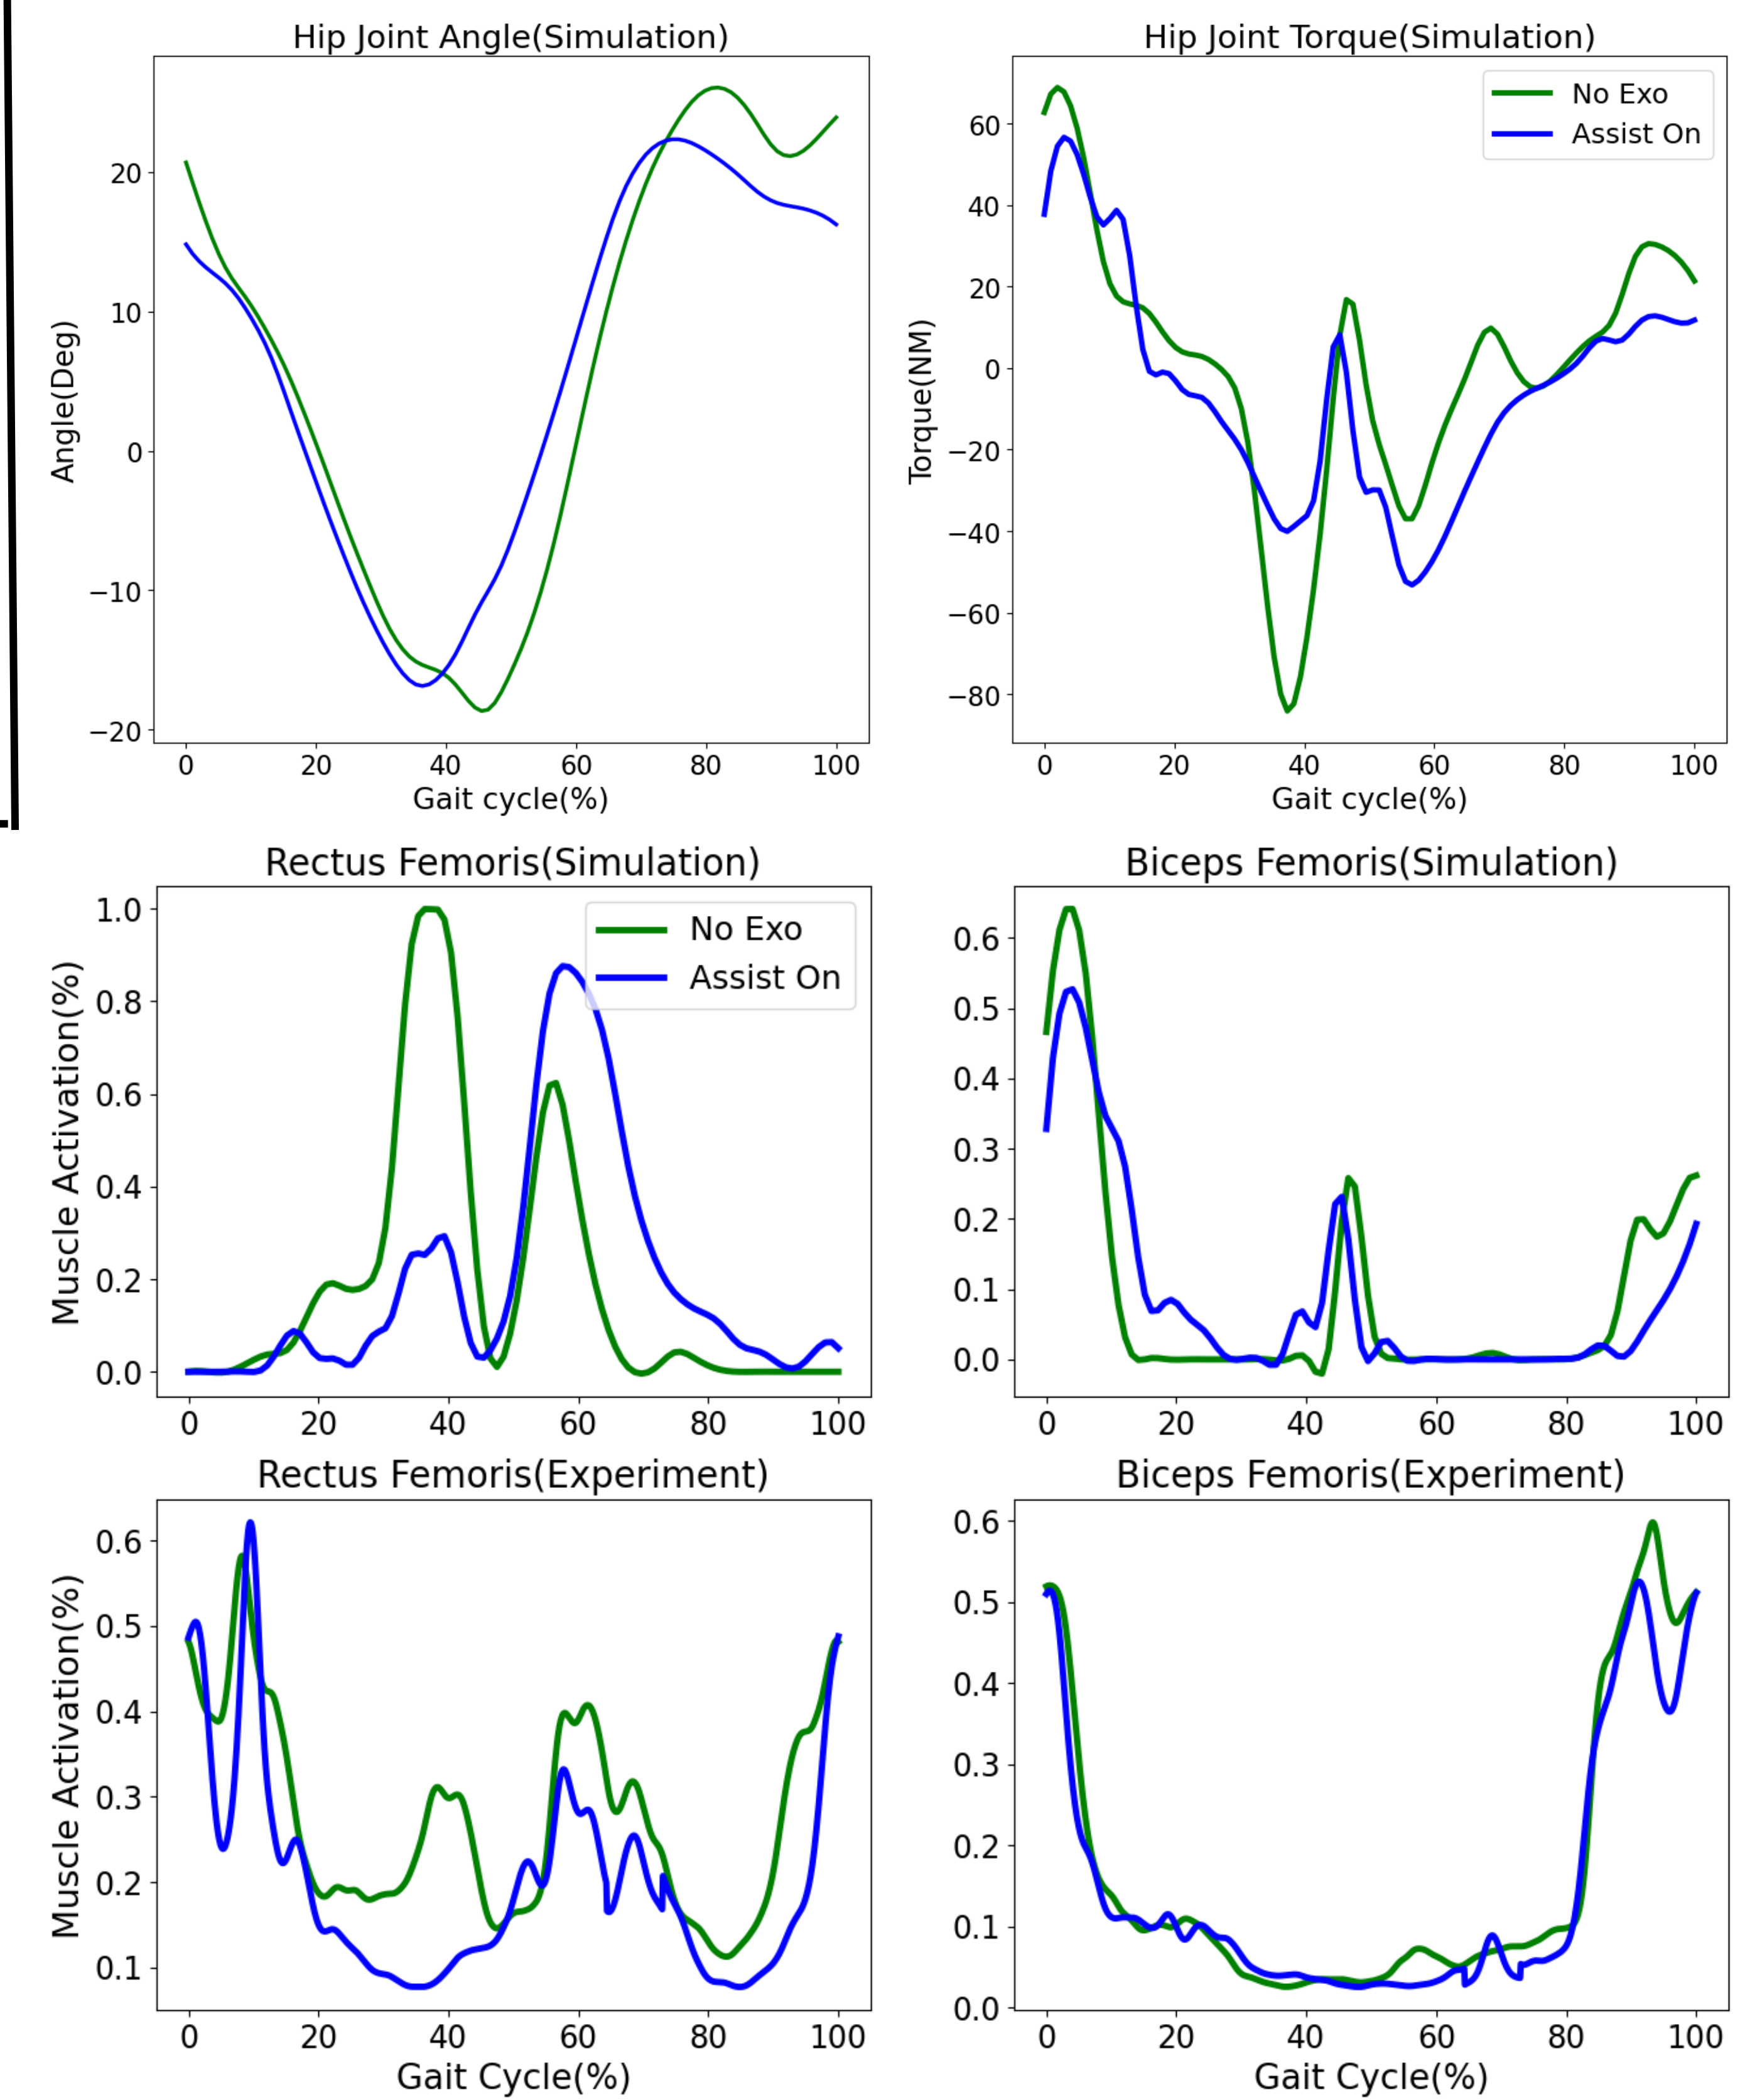 Hip Joint Angle(Simulation)
Angle(Deg)
20
10
0
−10
−20
0 20 40 60 80 100
Gait cycle(%)
Hip Joint Torque(Simulation)
No Exo
Assist On
Torque(NM)
60
40
20
0
−20
−40
−60
−80
0 20 40 60 80 100
Gait cycle(%)
Rectus Femoris(Simulation)
No Exo
Assist On
Muscle Activation(%)
1.0
0.8
0.6
0.4
0.2
0.0
0 20 40 60 80 100
Biceps Femoris(Simulation)
0.6
0.5
0.4
0.3
0.2
0.1
0.0
0 20 40 60 80 100
Rectus Femoris(Experiment)
Muscle Activation(%)
0.6
0.5
0.4
0.3
0.2
0.1
0 20 40 60 80 100
Gait Cycle(%)
Biceps Femoris(Experiment)
0.6
0.5
0.4
0.3
0.2
0.1
0.0
0 20 40 60 80 100
Gait Cycle(%)